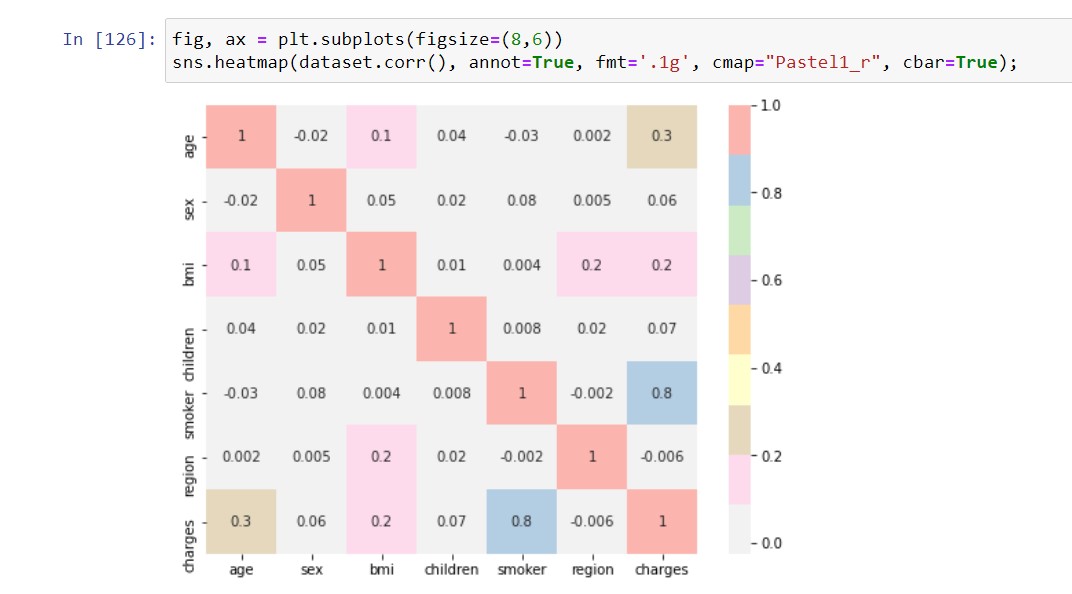 In [126]: fig, ax = plt.subplots(figsize=(8,6))
sns.heatmap(dataset.corr(), annot=True, fmt='.1g', cmap="Pastel1_r", cbar=True);
age 1 -0.02 0.1 0.04 -0.03 0.002 0.3
sex -0.02 1 0.05 0.02 0.08 0.005 0.06
bmi 0.1 0.05 1 0.01 0.004 0.2 0.2
children 0.04 0.02 0.01 1 0.008 0.02 0.07
smoker -0.03 0.08 0.004 0.008 1 -0.002 0.8
region 0.002 0.005 0.2 0.02 -0.002 1 -0.006
charges 0.3 0.06 0.2 0.07 0.8 -0.006 1
age sex bmi children smoker region charges
1.0
0.8
0.6
0.4
0.2
0.0